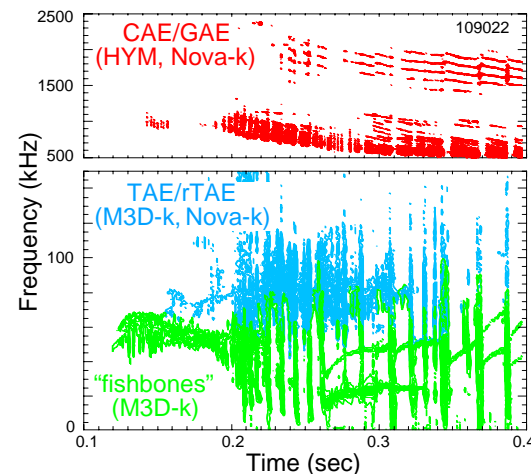 2500
CAE/GAE
109022
(HYM, Nova-k)
1500
500
TAE/rTAE
(M3D-k, Nova-k)
100
Frequency (kHz)
"fishbones"
(M3D-k)
0
0.1
0.2
0.3
0.4
Time (sec)